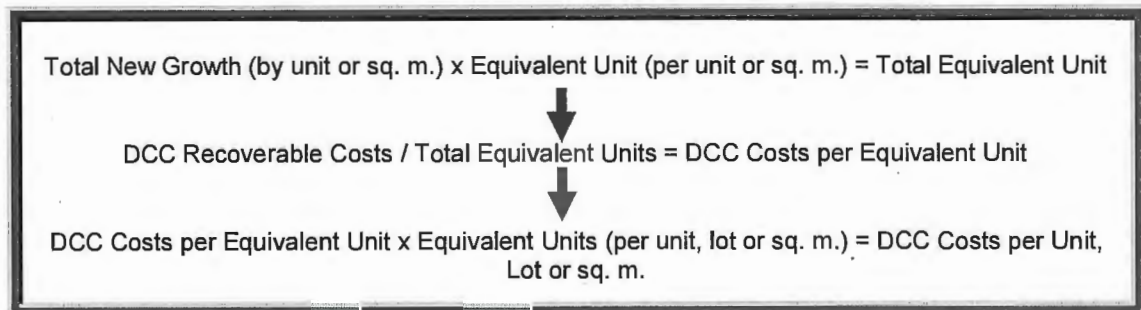 Total New Growth (by unit or sq. m.) x Equivalent Unit (per unit or sq. m.) = Total Equivalent Unit
DCC Recoverable Costs / Total Equivalent Units = DCC Costs per Equivalent Unit
DCC Costs per Equivalent Unit x Equivalent Units (per unit, lot or sq. m.) = DCC Costs per Unit,
Lot or sq. m.